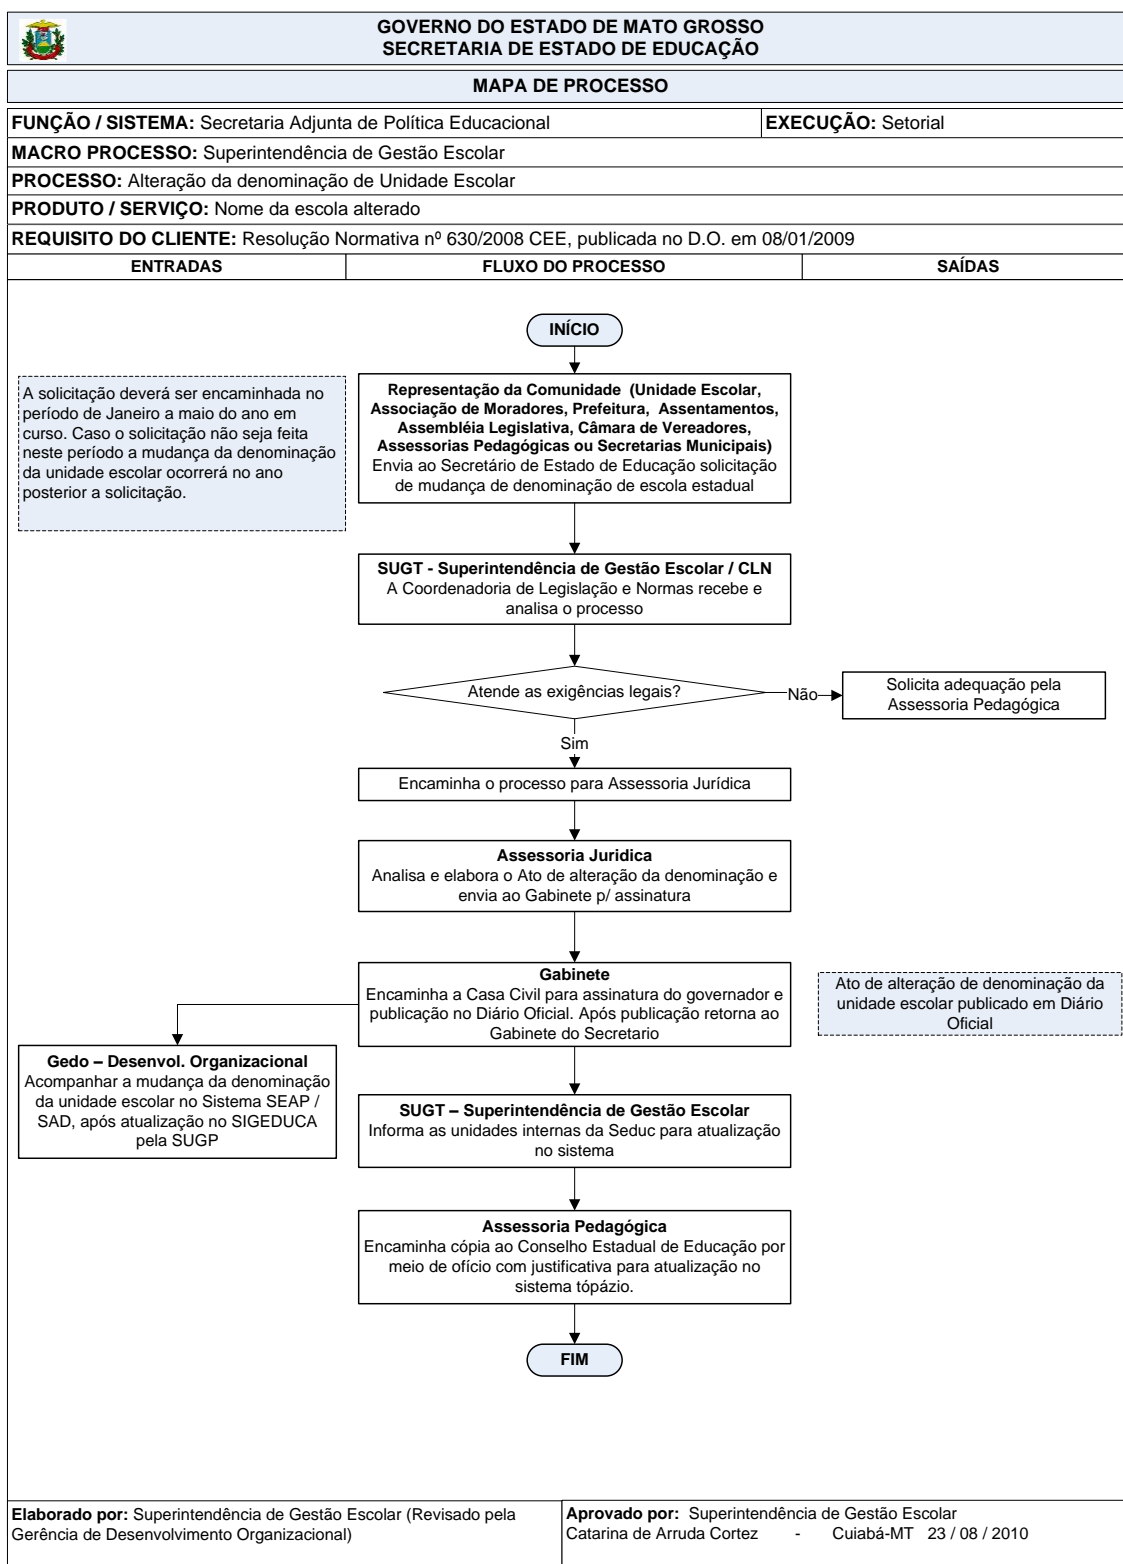 GOVERNO DO ESTADO DE MATO GROSSO
SECRETARIA DE ESTADO DE EDUCAÇÃO
MAPA DE PROCESSO
FUNÇÃO / SISTEMA: Secretaria Adjunta de Política Educacional
EXECUÇÃO: Setorial
MACRO PROCESSO: Superintendência de Gestão Escolar
PROCESSO: Alteração da denominação de Unidade Escolar
PRODUTO / SERVIÇO: Nome da escola alterado
REQUISITO DO CLIENTE: Resolução Normativa nº 630/2008 CEE, publicada no D.O. em 08/01/2009
ENTRADAS
FLUXO DO PROCESSO
SAÍDAS
INÍCIO
A solicitação deverá ser encaminhada no
período de Janeiro a maio do ano em
curso. Caso o solicitação não seja feita
neste período a mudança da denominação
da unidade escolar ocorrerá no ano
posterior a solicitação.
Representação da Comunidade (Unidade Escolar,
Associação de Moradores, Prefeitura, Assentamentos,
Assembléia Legislativa, Câmara de Vereadores,
Assessorias Pedagógicas ou Secretarias Municipais)
Envia ao Secretário de Estado de Educação solicitação
de mudança de denominação de escola estadual
SUGT - Superintendência de Gestão Escolar / CLN
A Coordenadoria de Legislação e Normas recebe e
analisa o processo
Atende as exigências legais?
Não
Solicita adequação pela
Assessoria Pedagógica
Sim
Encaminha o processo para Assessoria Jurídica
Assessoria Juridica
Analisa e elabora o Ato de alteração da denominação e
envia ao Gabinete p/ assinatura
Gabinete
Encaminha a Casa Civil para assinatura do governador e
publicação no Diário Oficial. Após publicação retorna ao
Gabinete do Secretario
Ato de alteração de denominação da
unidade escolar publicado em Diário
Oficial
Gedo – Desenvol. Organizacional
Acompanhar a mudança da denominação
da unidade escolar no Sistema SEAP /
SAD, após atualização no SIGEDUCA
pela SUGP
SUGT – Superintendência de Gestão Escolar
Informa as unidades internas da Seduc para atualização
no sistema
Assessoria Pedagógica
Encaminha cópia ao Conselho Estadual de Educação por
meio de ofício com justificativa para atualização no
sistema tópázio.
FIM
Elaborado por: Superintendência de Gestão Escolar (Revisado pela
Gerência de Desenvolvimento Organizacional)
Aprovado por: Superintendência de Gestão Escolar
Catarina de Arruda Cortez - Cuiabá-MT 23 / 08 / 2010